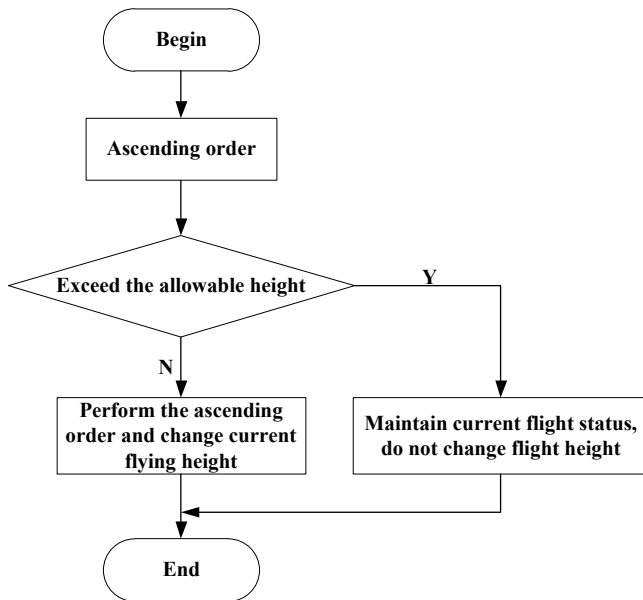 Begin
Ascending order
Exceed the allowable height
Y
N
Perform the ascending
order and change current
flying height
Maintain current flight status,
do not change flight height
End